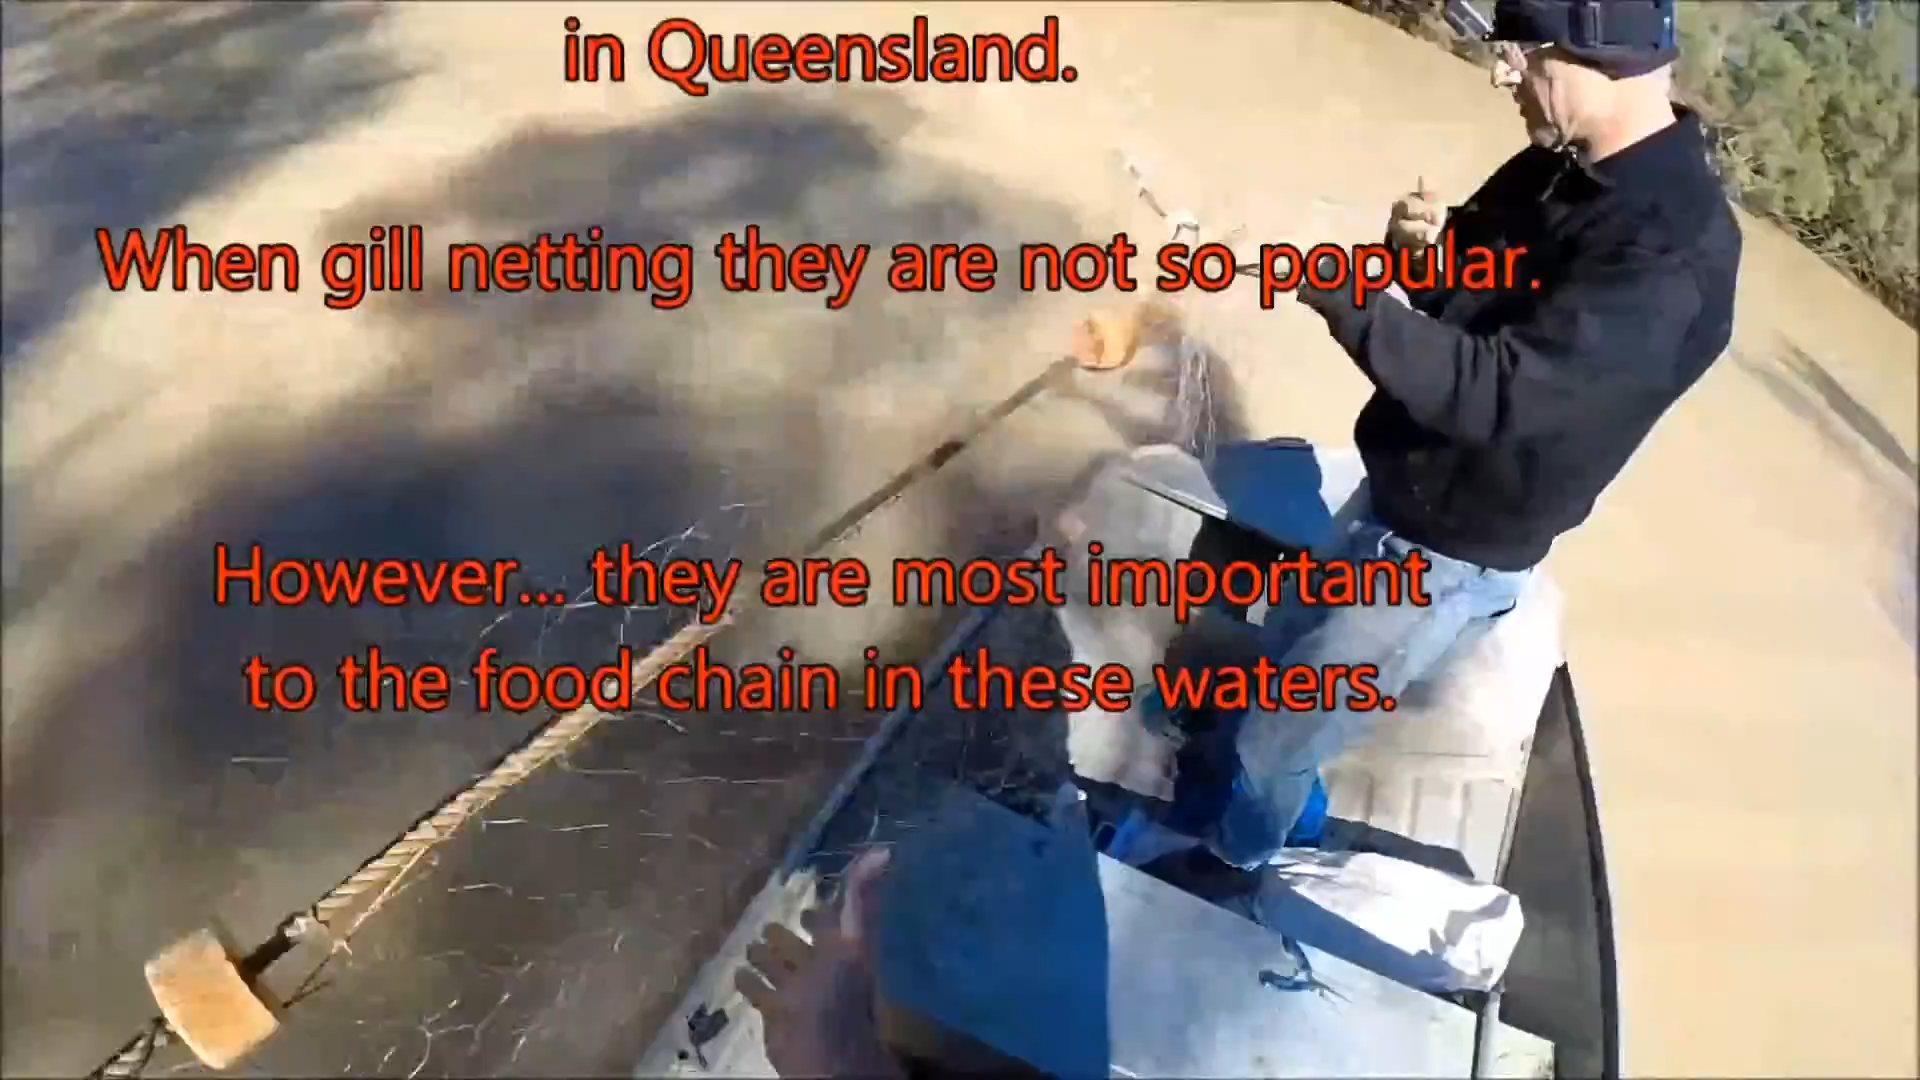 in Queensland.
When gill netting they are not so popular.
However... they are most important
to the food chain in these waters.